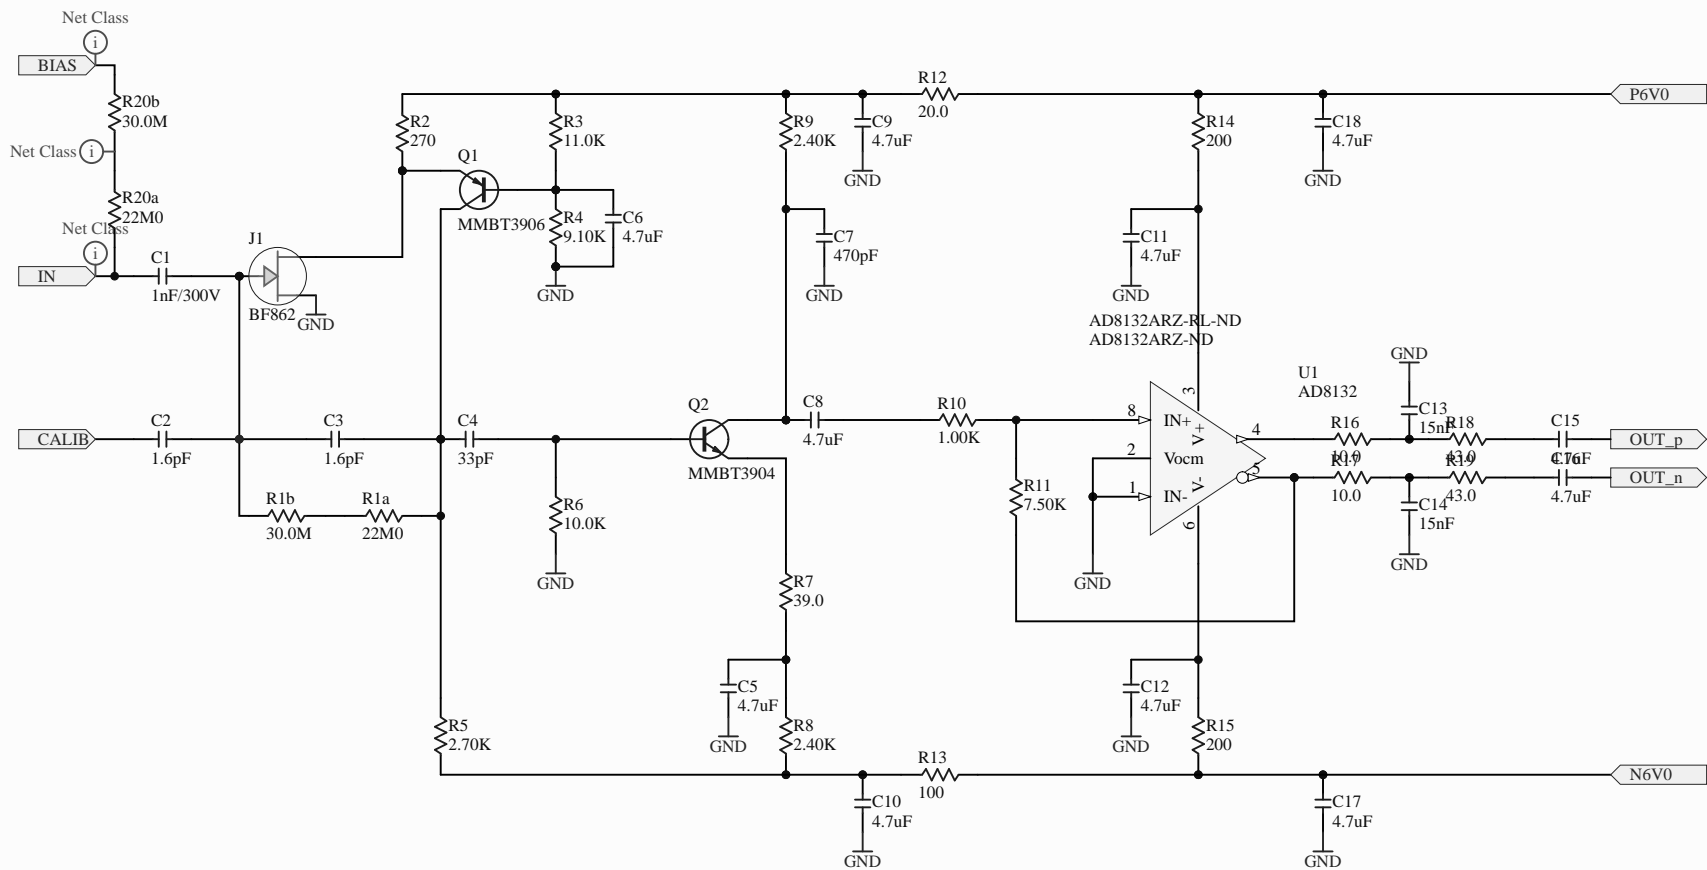 Net Class
i
BIAS
R20b
30.0M
Net Class
i
R20a
22M0
Net Class
i
IN
C1
1nF/300V
J1
BF862
GND
R2
270
Q1
MMBT3906
R3
11.0K
R4
9.10K
C6
4.7uF
GND
R9
2.40K
C9
4.7uF
GND
R12
20.0
C7
470pF
GND
R14
200
C18
4.7uF
GND
P6V0
C11
4.7uF
GND
AD8132ARZ-RL-ND
AD8132ARZ-ND
U1
AD8132
CALIB
C2
1.6pF
C3
1.6pF
C4
33pF
R1b
30.0M
R1a
22M0
R6
10.0K
GND
Q2
MMBT3904
C8
4.7uF
R10
1.00K
R11
7.50K
8
IN+
2
Vocm
1
IN-
3
V+
V-
6
4
5
GND
GND
C13
15nF
R16
10.0
R18
43.0
C15
4.7uF
OUT_p
R17
10.0
R19
43.0
C16
4.7uF
OUT_n
C14
15nF
GND
R7
39.0
C5
4.7uF
GND
R8
2.40K
R5
2.70K
C12
4.7uF
GND
R15
200
R13
100
N6V0
C10
4.7uF
GND
C17
4.7uF
GND